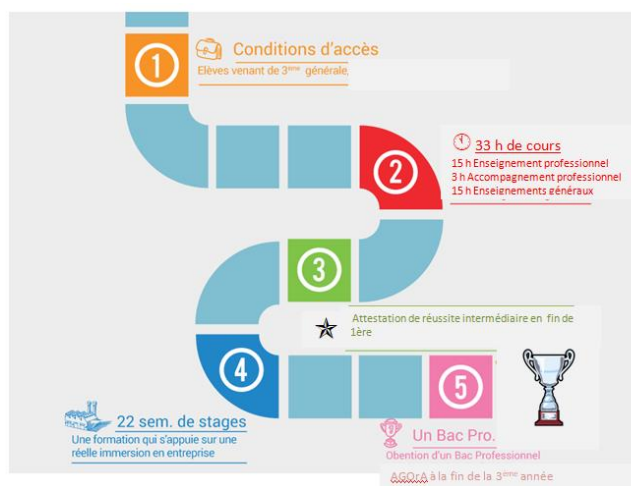 1
Conditions d'accès
Elèves venant de 3ème générale.
2
33 h de cours
15 h Enseignement professionnel
3 h Accompagnement professionnel
15 h Enseignements généraux
3
Attestation de réussite intermédiaire en fin de
1ère
4
22 sem. de stages
Une formation qui s'appuie sur une
réelle immersion en entreprise
5
Un Bac Pro.
Obention d'un Bac Professionnel
AGOrA à la fin de la 3ème année